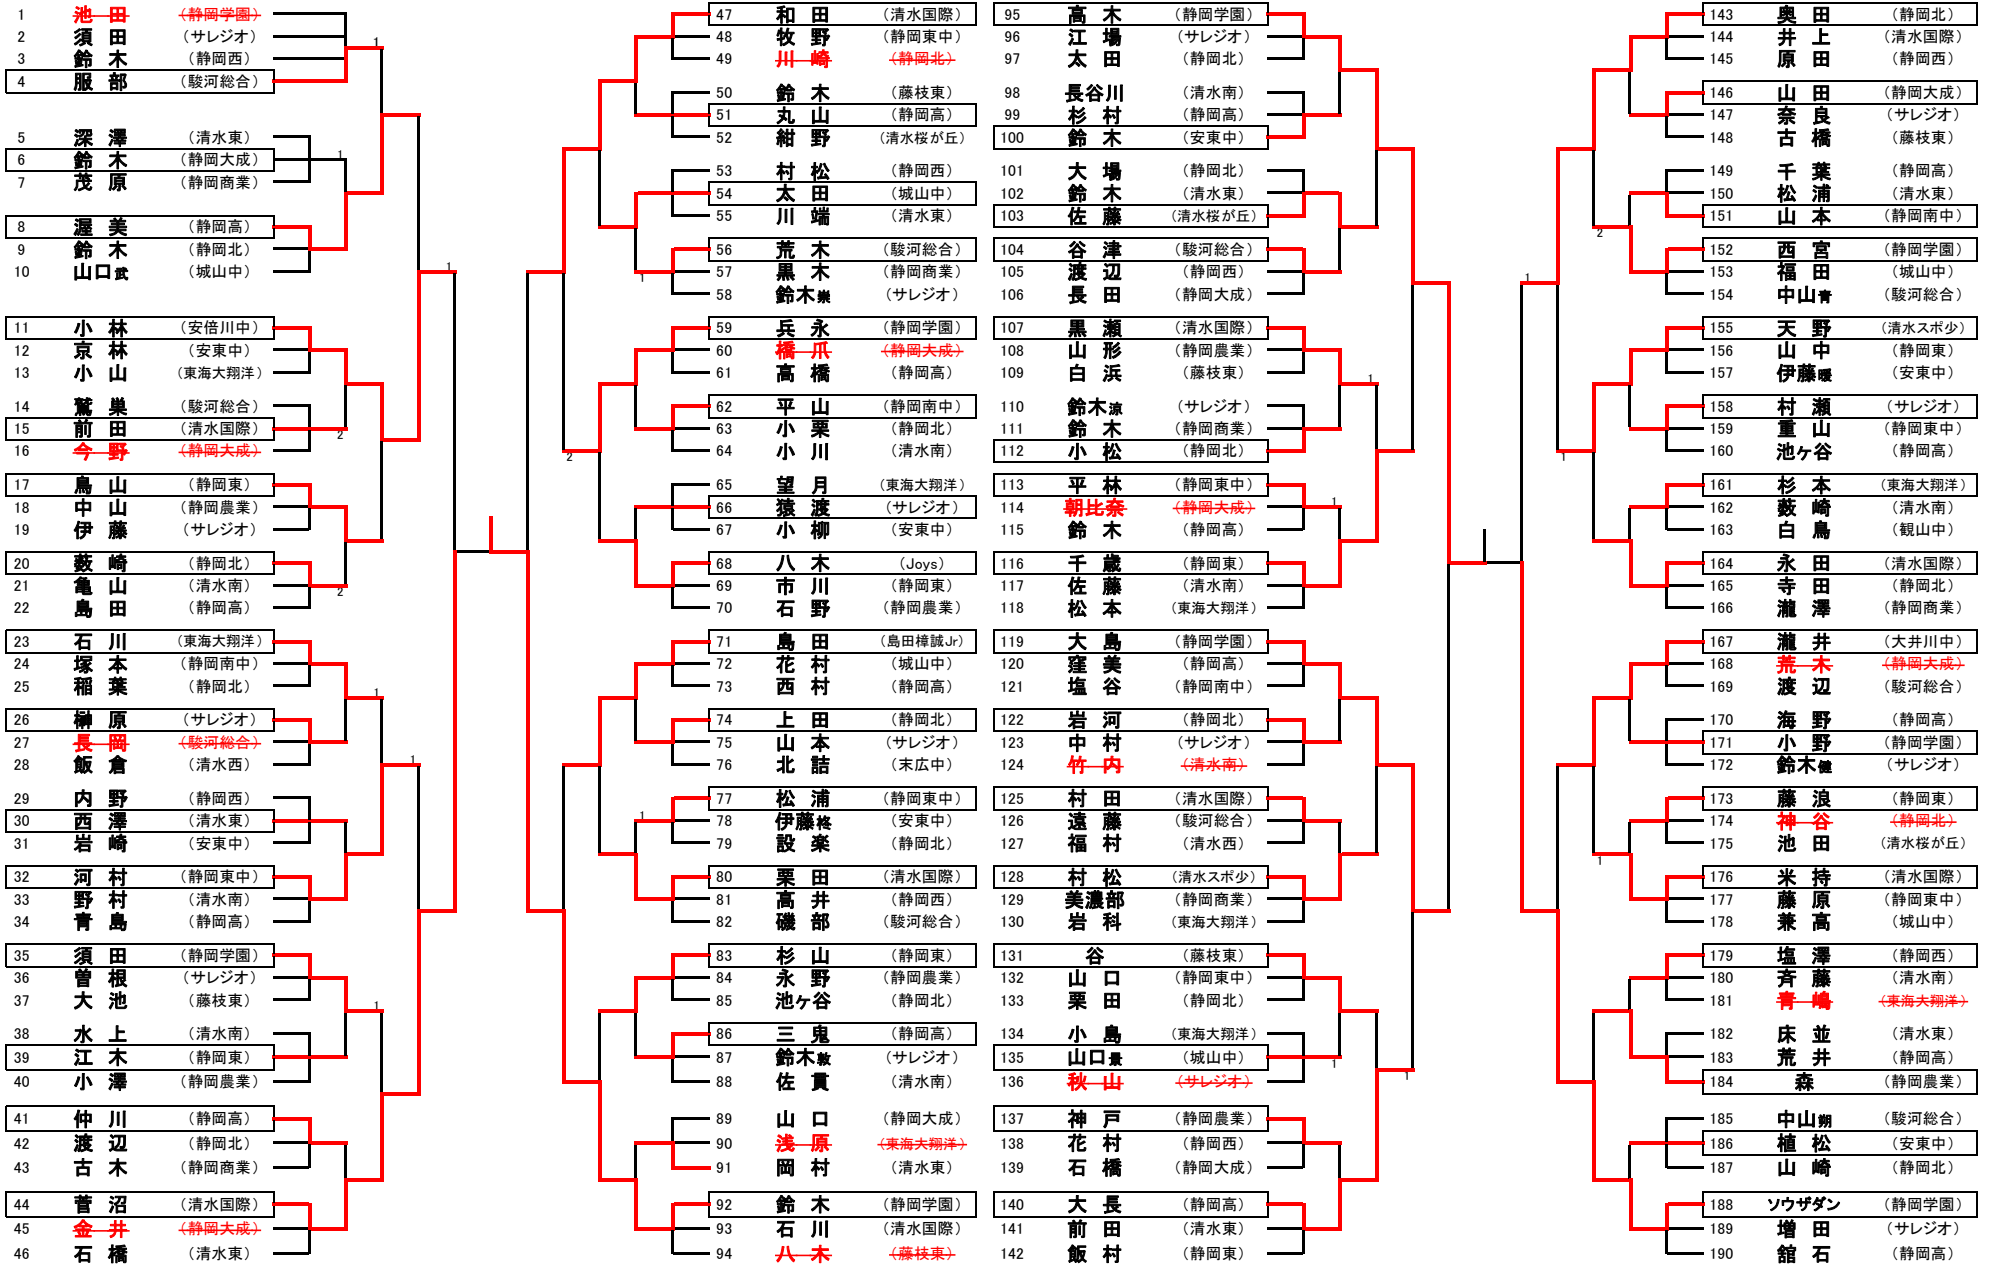 1 池田 （静岡学園）
2 須田 （サレジオ）
3 鈴木 （静岡西）
4 服部 （駿河総合）
5 深澤 （清水東）
6 鈴木 （静岡大成）
7 茂原 （静岡商業）
8 渥美 （静岡高）
9 鈴木 （静岡北）
10 山口武 （城山中）
11 小林 （安倍川中）
12 京林 （安東中）
13 小山 （東海大翔洋）
14 鷲巣 （駿河総合）
15 前田 （清水国際）
16 今野 （静岡大成）
17 鳥山 （静岡東）
18 中山 （静岡農業）
19 伊藤 （サレジオ）
20 薮崎 （静岡北）
21 亀山 （清水南）
22 島田 （静岡高）
23 石川 （東海大翔洋）
24 塚本 （静岡南中）
25 稲葉 （静岡北）
26 榊原 （サレジオ）
27 長岡 （駿河総合）
28 飯倉 （清水西）
29 内野 （静岡西）
30 西澤 （清水東）
31 岩崎 （安東中）
32 河村 （静岡東中）
33 野村 （清水南）
34 青島 （静岡高）
35 須田 （静岡学園）
36 曽根 （サレジオ）
37 大池 （藤枝東）
38 水上 （清水南）
39 江木 （静岡東）
40 小澤 （静岡農業）
41 仲川 （静岡高）
42 渡辺 （静岡北）
43 古木 （静岡商業）
44 菅沼 （清水国際）
45 金井 （静岡大成）
46 石橋 （清水東）
1
1
1
2
2
1
1
1
47 和田 （清水国際）
48 牧野 （静岡東中）
49 川崎 （静岡北）
50 鈴木 （藤枝東）
51 丸山 （静岡高）
52 紺野 （清水桜が丘）
53 村松 （静岡西）
54 太田 （城山中）
55 川端 （清水東）
56 荒木 （駿河総合）
57 黒木 （静岡商業）
58 鈴木崇 （サレジオ）
59 兵永 （静岡学園）
60 橋爪 （静岡大成）
61 高橋 （静岡高）
62 平山 （静岡南中）
63 小栗 （静岡北）
64 小川 （清水南）
65 望月 （東海大翔洋）
66 猿渡 （サレジオ）
67 小柳 （安東中）
68 八木 （Joys）
69 市川 （静岡東）
70 石野 （静岡農業）
71 島田 （島田樟誠Jr）
72 花村 （城山中）
73 西村 （静岡高）
74 上田 （静岡北）
75 山本 （サレジオ）
76 北詰 （末広中）
77 松浦 （静岡東中）
78 伊藤柊 （安東中）
79 設楽 （静岡北）
80 栗田 （清水国際）
81 高井 （静岡西）
82 磯部 （駿河総合）
83 杉山 （静岡東）
84 永野 （静岡農業）
85 池ヶ谷 （静岡北）
86 三鬼 （静岡高）
87 鈴木敦 （サレジオ）
88 佐貫 （清水南）
89 山口 （静岡大成）
90 浅原 （東海大翔洋）
91 岡村 （清水東）
92 鈴木 （静岡学園）
93 石川 （清水国際）
94 八木 （藤枝東）
1
2
1
95 高木 （静岡学園）
96 江場 （サレジオ）
97 太田 （静岡北）
98 長谷川 （清水南）
99 杉村 （静岡高）
100 鈴木 （安東中）
101 大場 （静岡北）
102 鈴木 （清水東）
103 佐藤 （清水桜が丘）
104 谷津 （駿河総合）
105 渡辺 （静岡西）
106 長田 （静岡大成）
107 黒瀬 （清水国際）
108 山形 （静岡農業）
109 白浜 （藤枝東）
110 鈴木涼 （サレジオ）
111 鈴木 （静岡商業）
112 小松 （静岡北）
113 平林 （静岡東中）
114 朝比奈 （静岡大成）
115 鈴木 （静岡高）
116 千歳 （静岡東）
117 佐藤 （清水南）
118 松本 （東海大翔洋）
119 大島 （静岡学園）
120 窪美 （静岡高）
121 塩谷 （静岡南中）
122 岩河 （静岡北）
123 中村 （サレジオ）
124 竹内 （清水南）
125 村田 （清水国際）
126 遠藤 （駿河総合）
127 福村 （清水西）
128 村松 （清水スポ少）
129 美濃部 （静岡商業）
130 岩科 （東海大翔洋）
131 谷 （藤枝東）
132 山口 （静岡東中）
133 栗田 （静岡北）
134 小島 （東海大翔洋）
135 山口景 （城山中）
136 秋山 （サレジオ）
137 神戸 （静岡農業）
138 花村 （静岡西）
139 石橋 （静岡大成）
140 大長 （静岡高）
141 前田 （清水東）
142 飯村 （静岡東）
1
1
1
1
143 奥田 （静岡北）
144 井上 （清水国際）
145 原田 （静岡西）
146 山田 （静岡大成）
147 奈良 （サレジオ）
148 古橋 （藤枝東）
149 千葉 （静岡高）
150 松浦 （清水東）
151 山本 （静岡南中）
152 西宮 （静岡学園）
153 福田 （城山中）
154 中山青 （駿河総合）
155 天野 （清水スポ少）
156 山中 （静岡東）
157 伊藤暖 （安東中）
158 村瀬 （サレジオ）
159 重山 （静岡東中）
160 池ヶ谷 （静岡高）
161 杉本 （東海大翔洋）
162 薮崎 （清水南）
163 白鳥 （観山中）
164 永田 （清水国際）
165 寺田 （静岡北）
166 瀧澤 （静岡商業）
167 瀧井 （大井川中）
168 荒木 （静岡大成）
169 渡辺 （駿河総合）
170 海野 （静岡高）
171 小野 （静岡学園）
172 鈴木健 （サレジオ）
173 藤浪 （静岡東）
174 神谷 （静岡北）
175 池田 （清水桜が丘）
176 米持 （清水国際）
177 藤原 （静岡東中）
178 兼高 （城山中）
179 塩澤 （静岡西）
180 斉藤 （清水南）
181 青嶋 （東海大翔洋）
182 床並 （清水東）
183 荒井 （静岡高）
184 森 （静岡農業）
185 中山朔 （駿河総合）
186 植松 （安東中）
187 山崎 （静岡北）
188 ソウザダン （静岡学園）
189 増田 （サレジオ）
190 舘石 （静岡高）
2
1
1
1